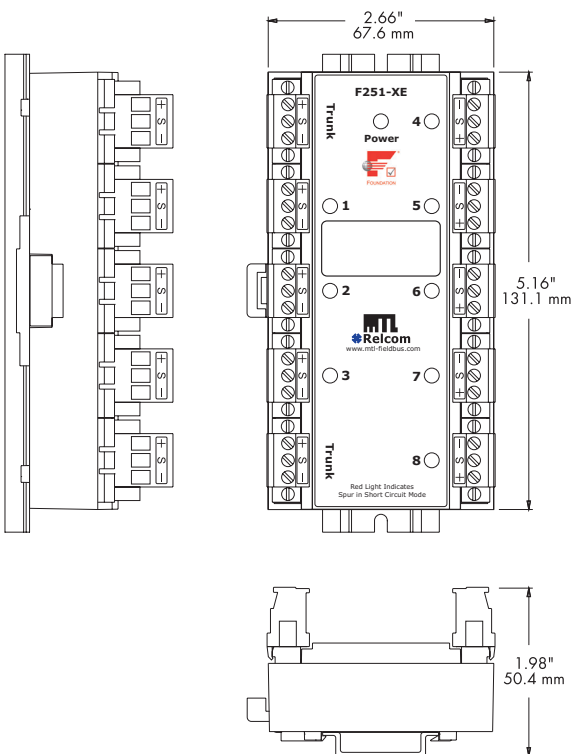 2.66"
67.6 mm
F251-XE
Trunk
4
Power
FOUNDATION
1
5
2
6
5.16"
131.1 mm
MTL
Relcom
www.mtl-fieldbus.com
3
7
Trunk
8
Red Light Indicates
Spur in Short Circuit Mode
+ S -
+ S -
+ S -
+ S -
+ S -
+ S -
+ S -
+ S -
+ S -
+ S -
- S +
- S +
- S +
- S +
- S +
1.98"
50.4 mm